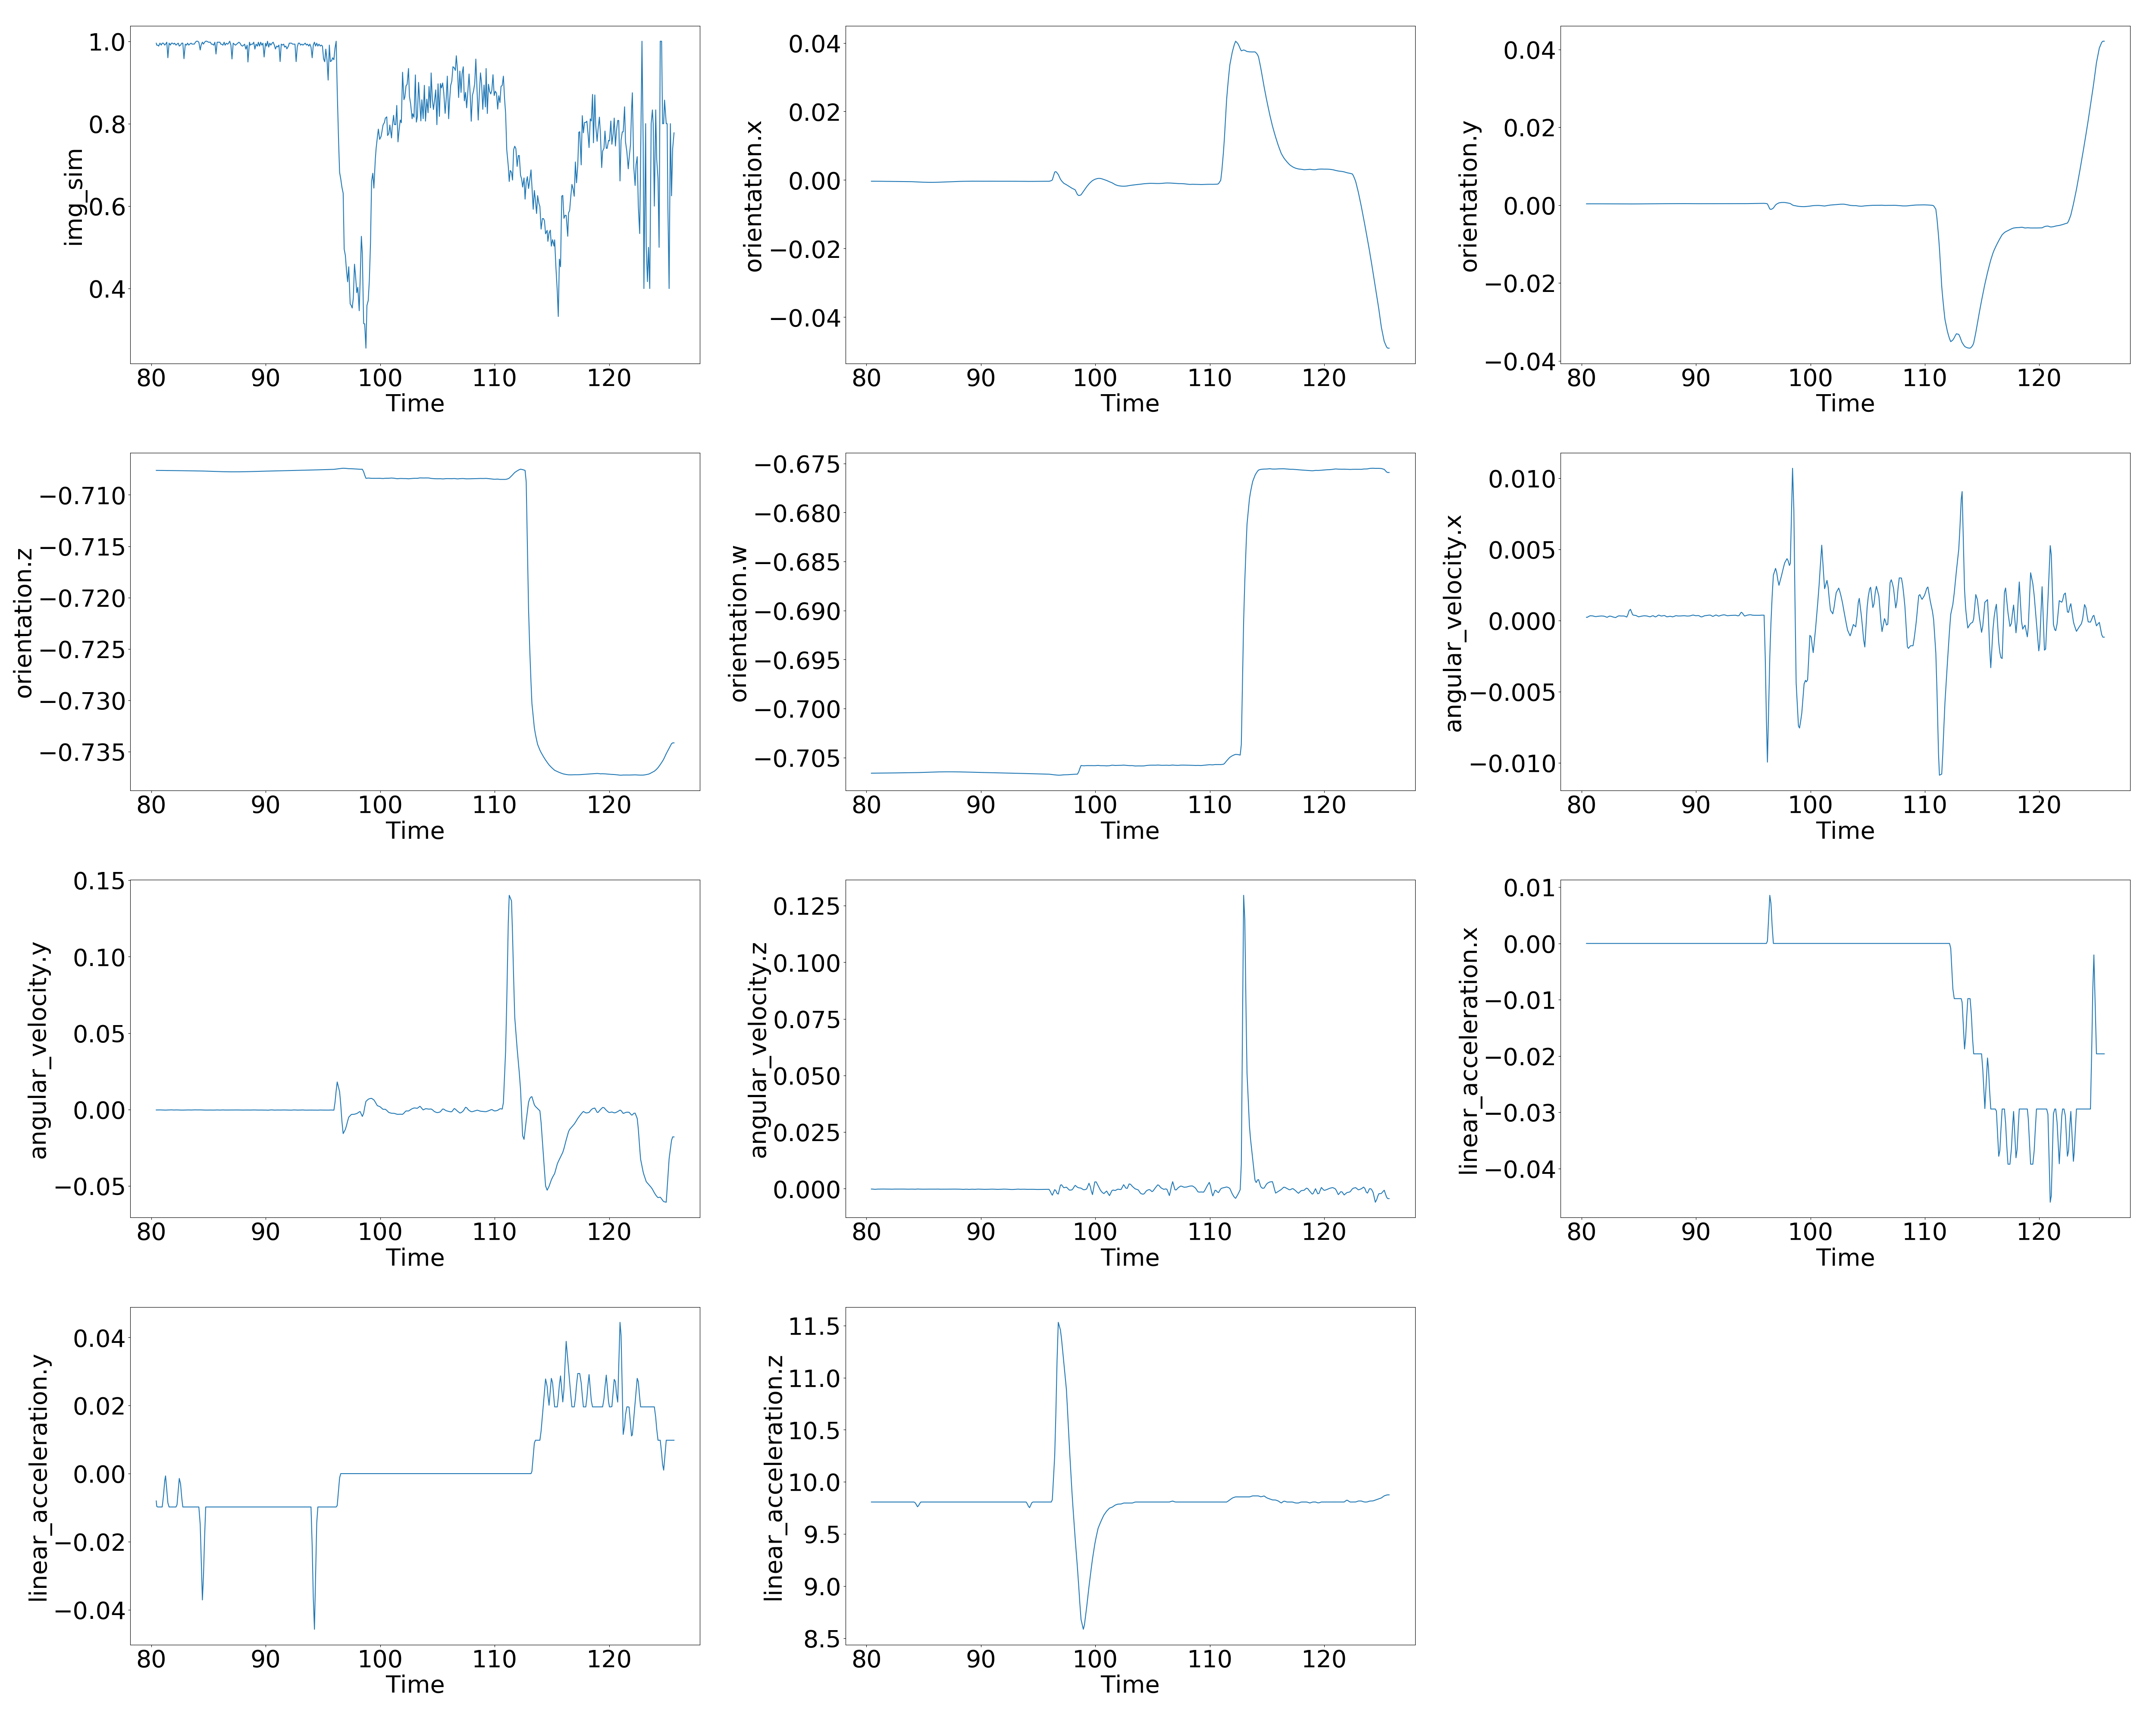 1.0
0.8
0.6
0.4
img_sim
80 90 100 110 120
Time
0.04
0.02
0.00
−0.02
−0.04
orientation.x
80 90 100 110 120
Time
0.04
0.02
0.00
−0.02
−0.04
orientation.y
80 90 100 110 120
Time
−0.710
−0.715
−0.720
−0.725
−0.730
−0.735
orientation.z
80 90 100 110 120
Time
−0.675
−0.680
−0.685
−0.690
−0.695
−0.700
−0.705
orientation.w
80 90 100 110 120
Time
0.010
0.005
0.000
−0.005
−0.010
angular_velocity.x
80 90 100 110 120
Time
0.15
0.10
0.05
0.00
−0.05
angular_velocity.y
80 90 100 110 120
Time
0.125
0.100
0.075
0.050
0.025
0.000
angular_velocity.z
80 90 100 110 120
Time
0.01
0.00
−0.01
−0.02
−0.03
−0.04
linear_acceleration.x
80 90 100 110 120
Time
0.04
0.02
0.00
−0.02
−0.04
linear_acceleration.y
80 90 100 110 120
Time
11.5
11.0
10.5
10.0
9.5
9.0
8.5
linear_acceleration.z
80 90 100 110 120
Time